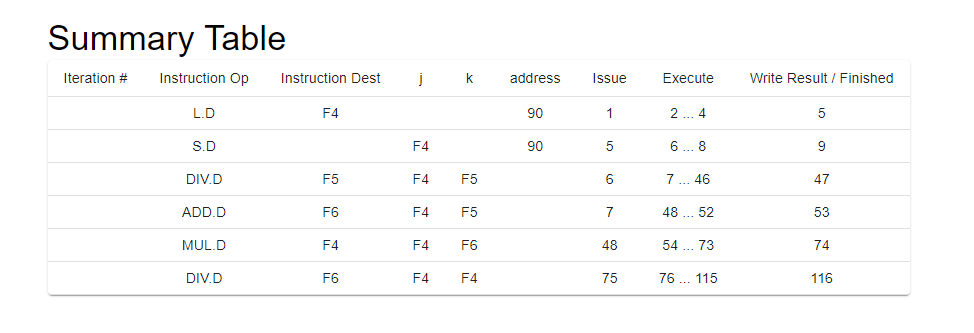 Summary Table
Iteration # Instruction Op Instruction Dest j k address Issue Execute Write Result / Finished
L.D F4 90 1 2 ... 4 5
S.D F4 90 5 6 ... 8 9
DIV.D F5 F4 F5 6 7 ... 46 47
ADD.D F6 F4 F5 7 48 ... 52 53
MUL.D F4 F4 F6 48 54 ... 73 74
DIV.D F6 F4 F4 75 76 ... 115 116